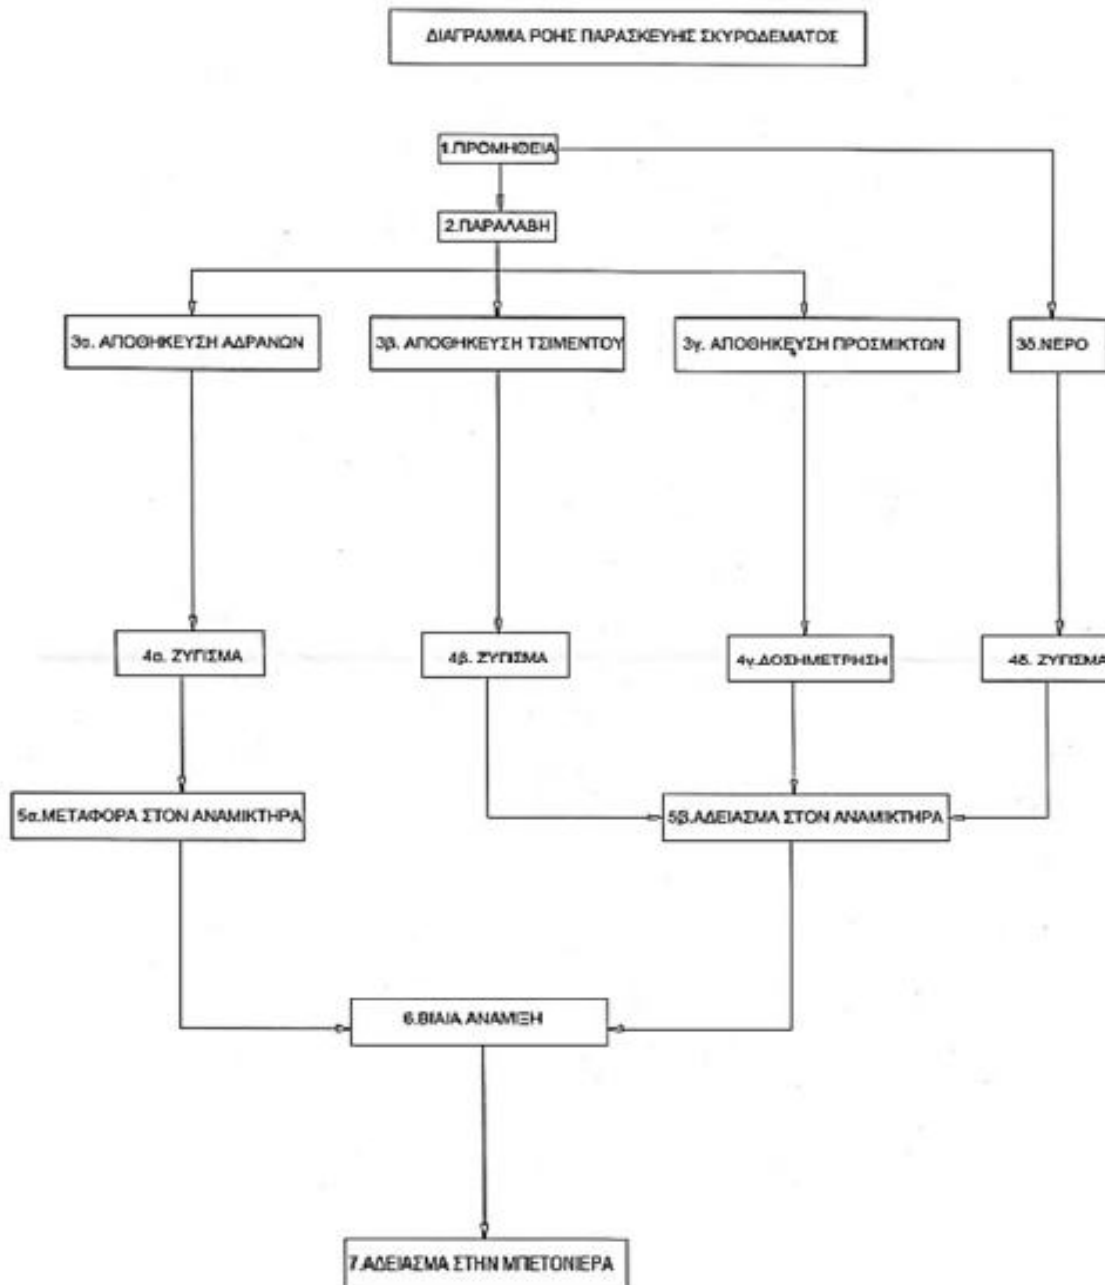 ΔΙΑΓΡΑΜΜΑ ΡΟΗΣ ΠΑΡΑΣΚΕΥΗΣ ΣΚΥΡΟΔΕΜΑΤΟΣ
1.ΠΡΟΜΗΘΕΙΑ
2.ΠΑΡΑΛΑΒΗ
3α. ΑΠΟΘΗΚΕΥΣΗ ΑΔΡΑΝΩΝ
3β. ΑΠΟΘΗΚΕΥΣΗ ΤΣΙΜΕΝΤΟΥ
3γ. ΑΠΟΘΗΚΕΥΣΗ ΠΡΟΣΜΙΚΤΩΝ
3δ.ΝΕΡΟ
4α. ΖΥΓΙΣΜΑ
4β. ΖΥΓΙΣΜΑ
4γ.ΔΟΣΗΜΕΤΡΗΣΗ
4δ. ΖΥΓΙΣΜΑ
5α.ΜΕΤΑΦΟΡΑ ΣΤΟΝ ΑΝΑΜΙΚΤΗΡΑ
5β.ΑΔΕΙΑΣΜΑ ΣΤΟΝ ΑΝΑΜΙΚΤΗΡΑ
6.ΒΙΑΙΑ ΑΝΑΜΙΞΗ
7.ΑΔΕΙΑΣΜΑ ΣΤΗΝ ΜΠΕΤΟΝΙΕΡΑ